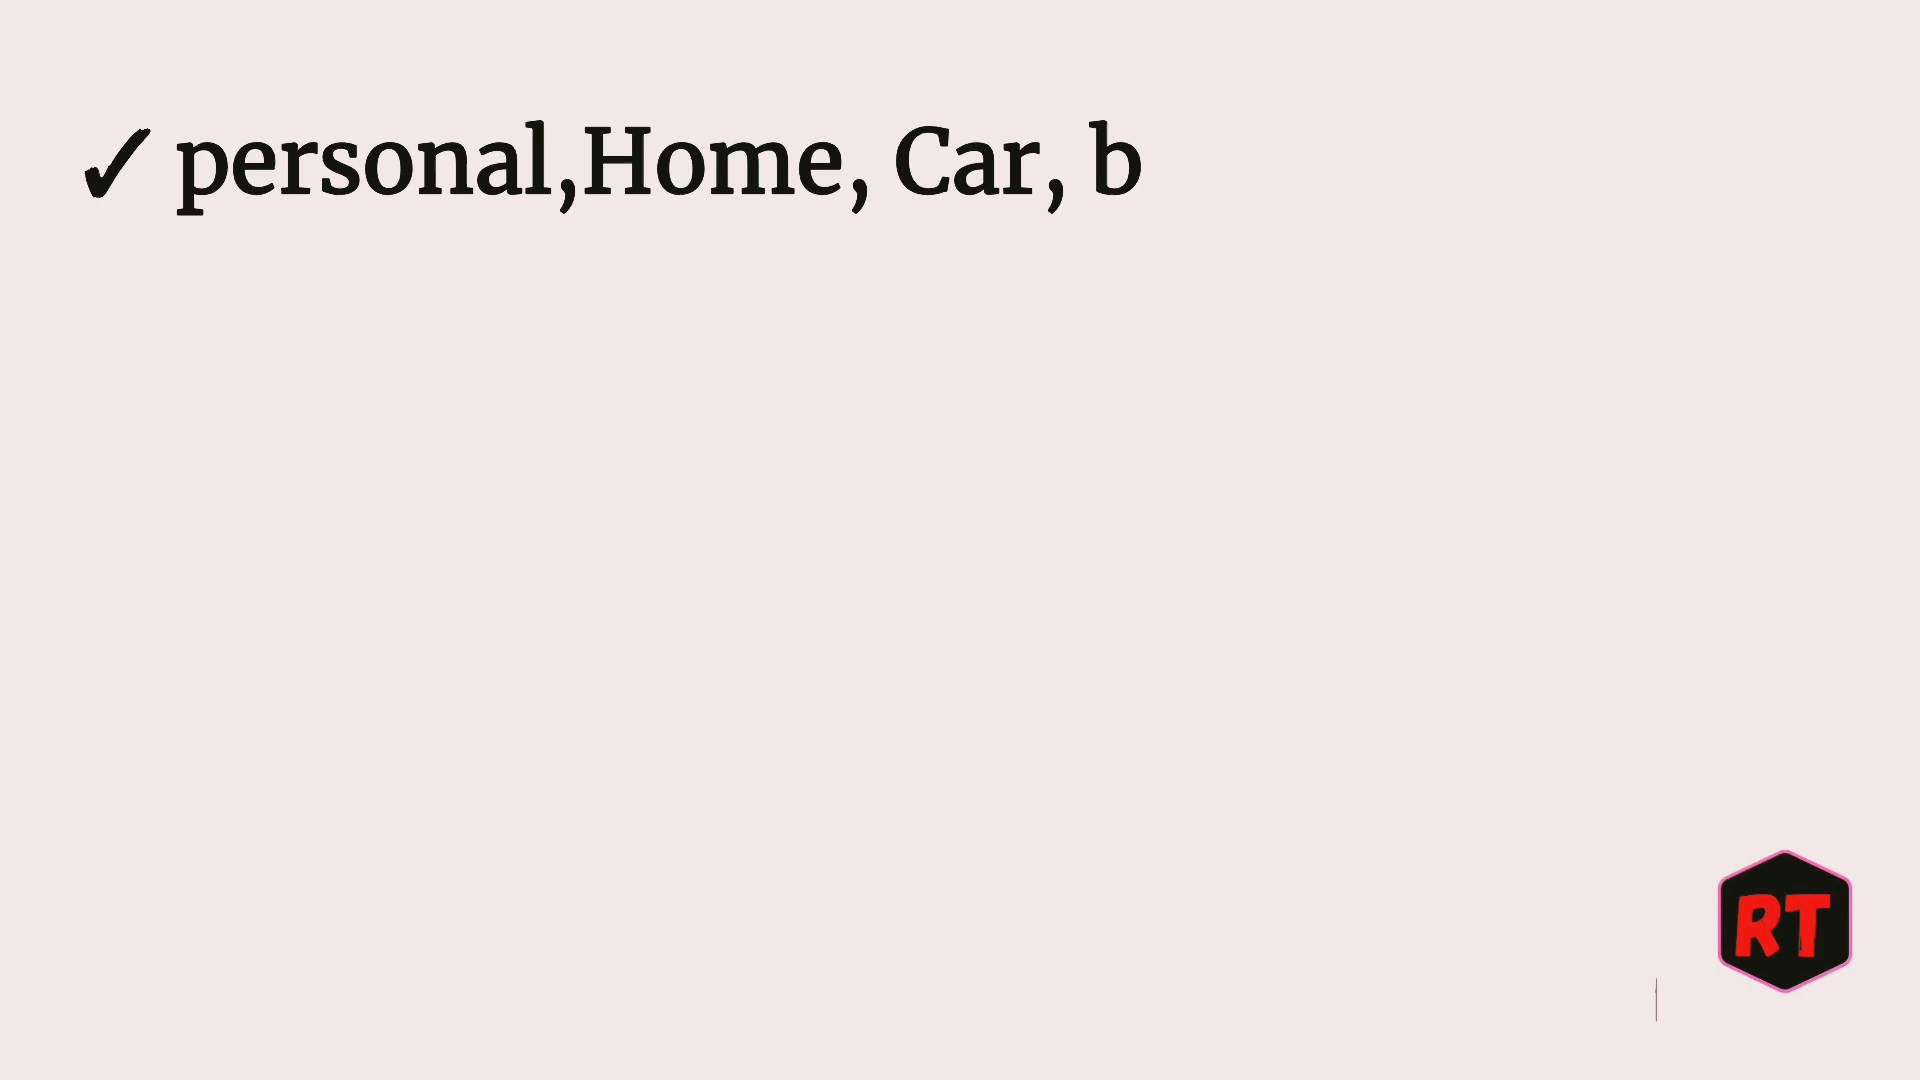 ✓ personal,Home, Car, b
RT